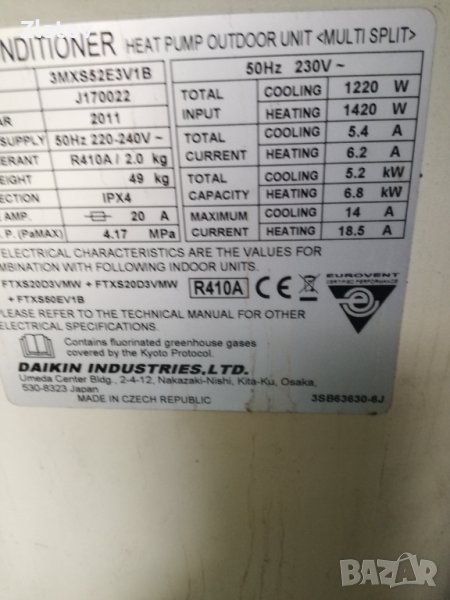 NDITIONER HEAT PUMP OUTDOOR UNIT <MULTI SPLIT>
3MXS52E3V1B 50Hz 230V~
J170022 TOTAL INPUT COOLING 1220 W
AR 2011 HEATING 1420 W
SUPPLY 50Hz 220-240V~ TOTAL CURRENT COOLING 5.4 A
ERANT R410A / 2.0 kg HEATING 6.2 A
EIGHT 49 kg TOTAL CAPACITY COOLING 5.2 kW
ECTION IPX4 HEATING 6.8 kW
AMP. 20 A MAXIMUM CURRENT COOLING 14 A
. P. (PaMAX) 4.17 MPa HEATING 18.5 A
ELECTRICAL CHARACTERISTICS ARE THE VALUES FOR
MBINATION WITH FOLLOWING INDOOR UNITS.
FTXS20D3VMW + FTXS20D3VMW
+ FTXS50EV1B
R410A CE
EUROVENT
CERTIFIED PERFORMANCE
PLEASE REFER TO THE TECHNICAL MANUAL FOR OTHER
ELECTRICAL SPECIFICATIONS.
Contains fluorinated greenhouse gases
covered by the Kyoto Protocol.
DAIKIN INDUSTRIES,LTD.
Umeda Center Bldg., 2-4-12, Nakazaki-Nishi, Kita-Ku, Osaka,
530-8323 Japan
MADE IN CZECH REPUBLIC 3SB63630-6J
BAZAR